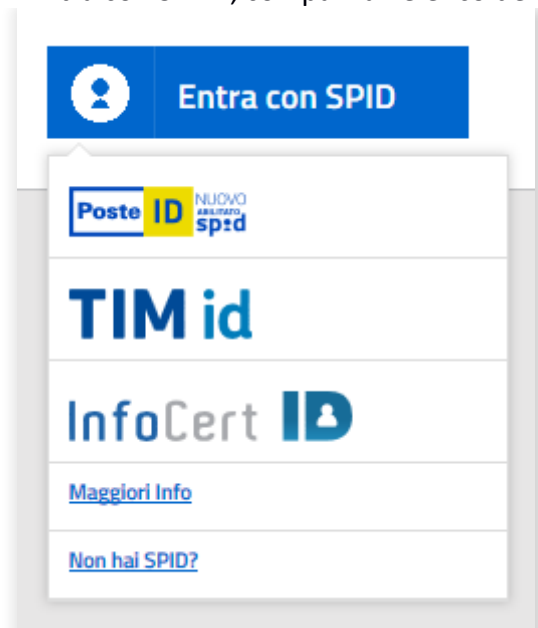 Entra con SPID
Poste ID NUOVO
ABILITATO
spid
TIM id
InfoCert ID
Maggiori Info
Non hai SPID?